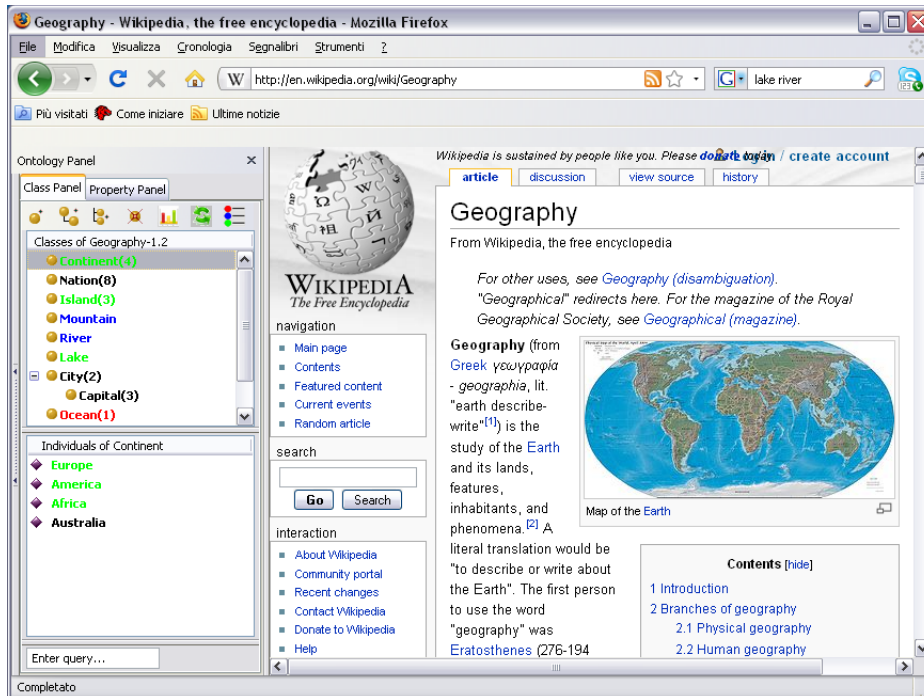 Geography - Wikipedia, the free encyclopedia - Mozilla Firefox
File Modifica Visualizza Cronologia Segnalibri Strumenti ?
W http://en.wikipedia.org/wiki/Geography G lake river
Più visitati Come iniziare Ultime notizie
Ontology Panel
Class Panel Property Panel
Classes of Geography-1.2
Continent(4)
Nation(8)
Island(3)
Mountain
River
Lake
City(2)
Capital(3)
Ocean(1)
Individuals of Continent
Europe
America
Africa
Australia
Enter query...
WIKIPEDIA
The Free Encyclopedia
navigation
Main page
Contents
Featured content
Current events
Random article
search
Go Search
interaction
About Wikipedia
Community portal
Recent changes
Contact Wikipedia
Donate to Wikipedia
Help
Wikipedia is sustained by people like you. Please donate today.
/ create account
article discussion view source history
Geography
From Wikipedia, the free encyclopedia
For other uses, see Geography (disambiguation).
"Geographical" redirects here. For the magazine of the Royal
Geographical Society, see Geographical (magazine).
Geography (from
Greek γεωγραφία
- geographia, lit.
"earth describe-
write"[1]) is the
study of the Earth
and its lands,
features,
inhabitants, and
phenomena.[2] A
literal translation would be
"to describe or write about
the Earth". The first person
to use the word
"geography" was
Eratosthenes (276-194
Map of the Earth
Contents [hide]
1 Introduction
2 Branches of geography
2.1 Physical geography
2.2 Human geography
Completato